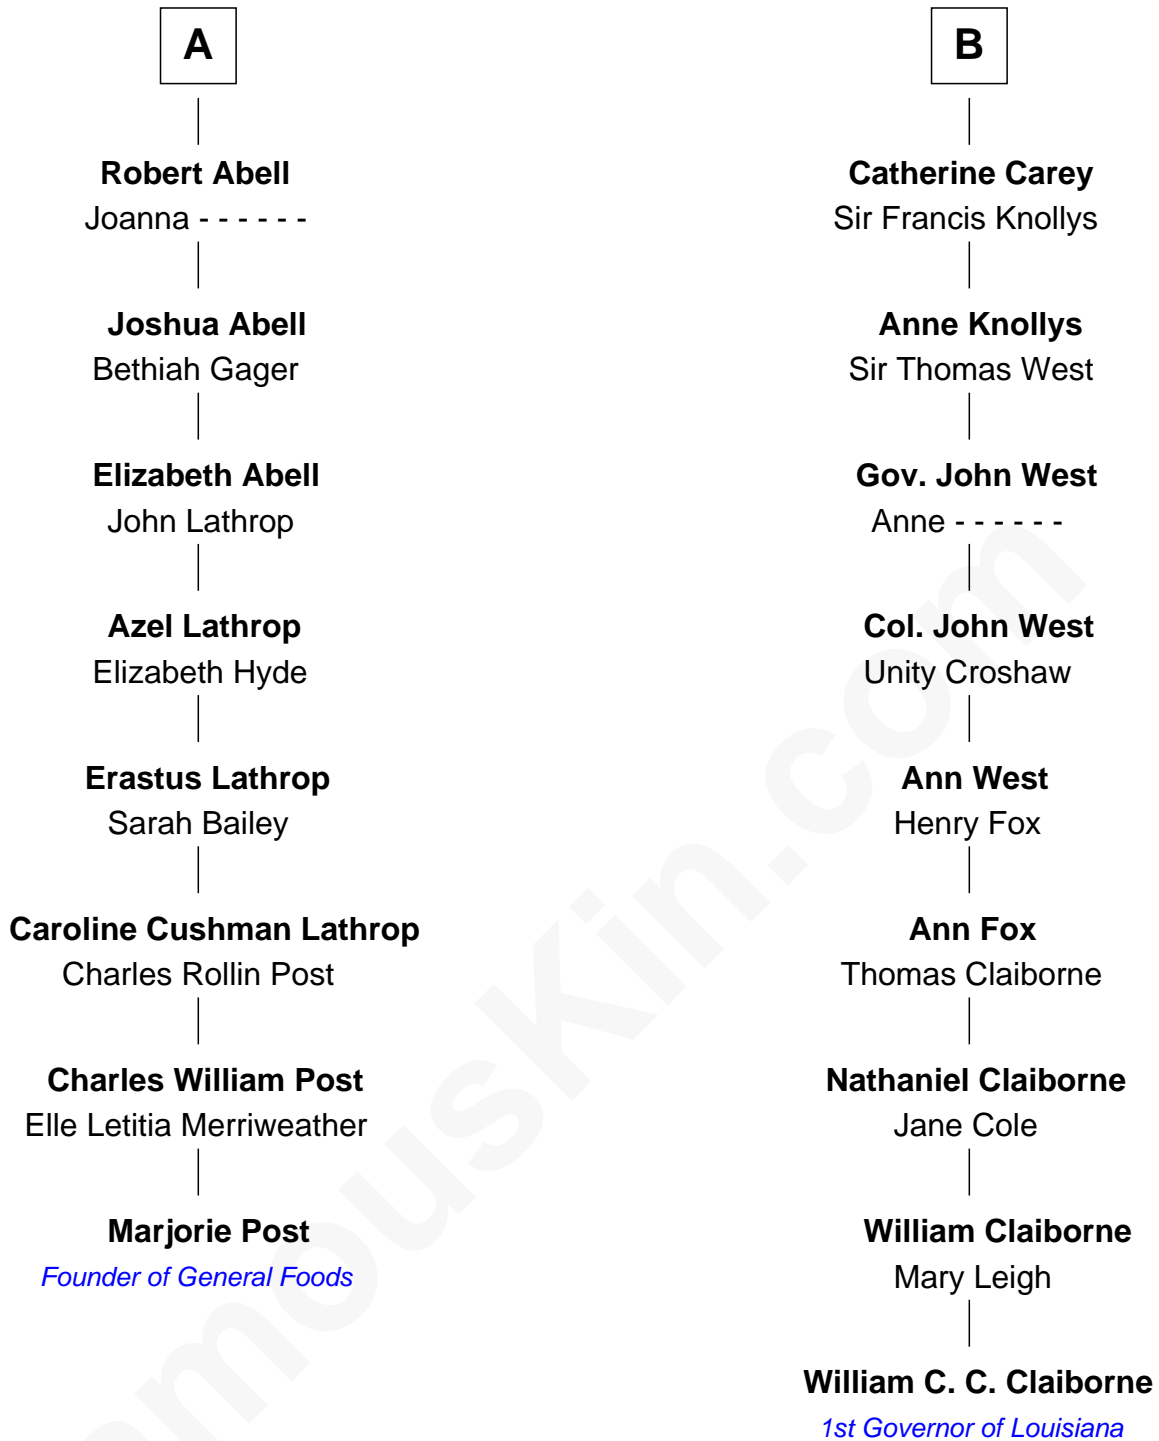 A
Robert Abell
Joanna - - - - - -
Joshua Abell
Bethiah Gager
Elizabeth Abell
John Lathrop
Azel Lathrop
Elizabeth Hyde
Erastus Lathrop
Sarah Bailey
Caroline Cushman Lathrop
Charles Rollin Post
Charles William Post
Elle Letitia Merriweather
Marjorie Post
Founder of General Foods
B
Catherine Carey
Sir Francis Knollys
Anne Knollys
Sir Thomas West
Gov. John West
Anne - - - - - -
Col. John West
Unity Croshaw
Ann West
Henry Fox
Ann Fox
Thomas Claiborne
Nathaniel Claiborne
Jane Cole
William Claiborne
Mary Leigh
William C. C. Claiborne
1st Governor of Louisiana
amouskin.com